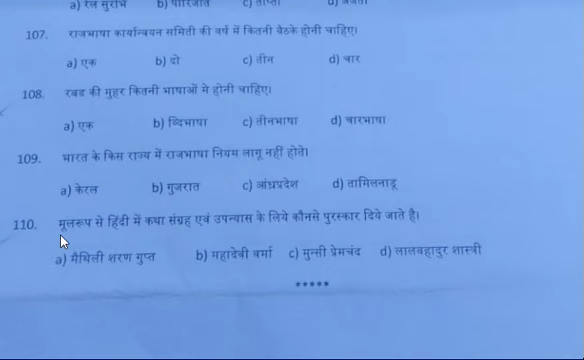 a) रेल सुरभि b) पारिजात c)
107. राजभाषा कार्यान्वयन समिती की वर्ष में कितनी बैठके होनी चाहिए।
a) एक b) दो c) तीन d) चार
108. रबड की मुहर कितनी भाषाओं मे होनी चाहिए।
a) एक b) व्दिभाषा c) तीनभाषा d) चारभाषा
109. भारत के किस राज्य में राजभाषा नियम लागू नहीं होते।
a) केरल b) गुजरात c) आंध्रप्रदेश d) तामिलनाडू
110. मूलरूप से हिंदी में कथा संग्रह एवं उपन्यास के लिये कौनसे पुरस्कार दिये जाते है।
a) मैथिली शरण गुप्त b) महादेवी वर्मा c) मुन्सी प्रेमचंद d) लालबहादुर शास्त्री
*****